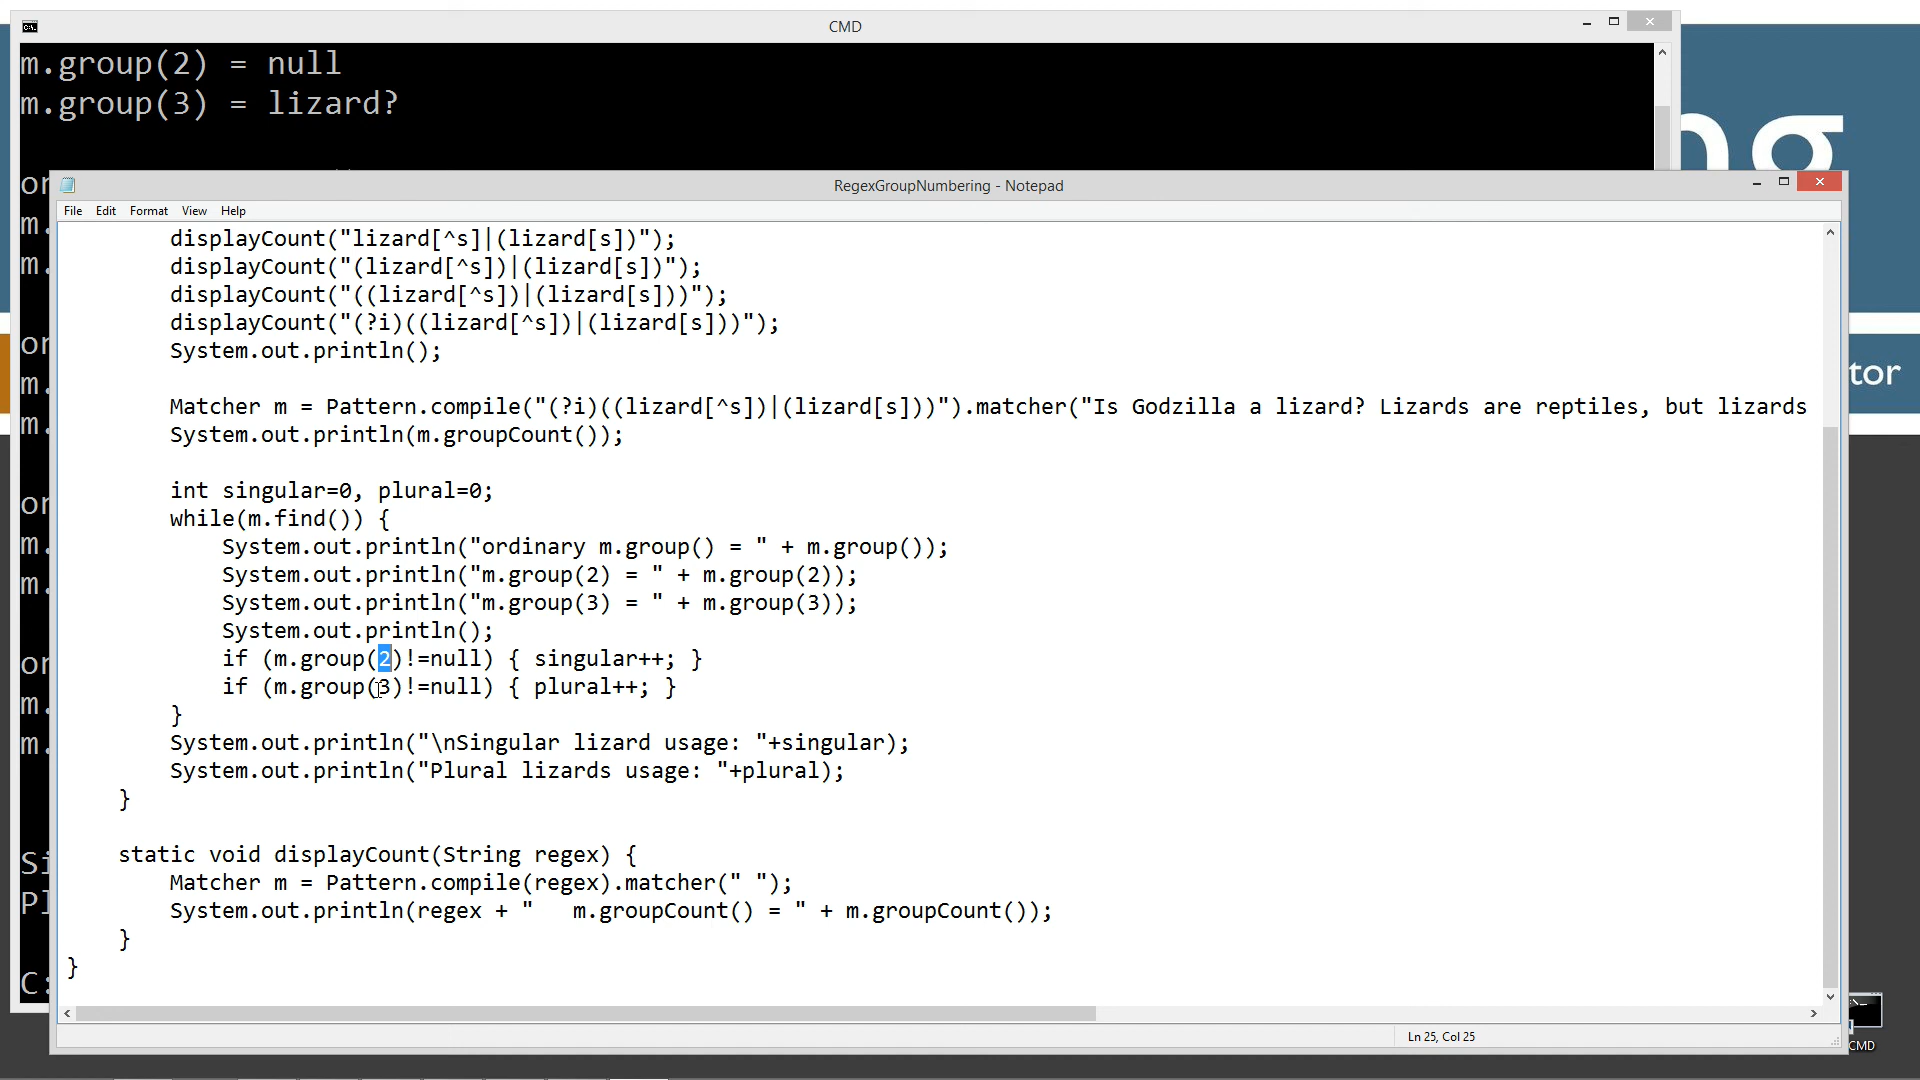 CMD
m.group(2) = null
m.group(3) = lizard?
RegexGroupNumbering - Notepad
File Edit Format View Help
displayCount("lizard[^s]|(lizard[s])");
displayCount("(lizard[^s])|(lizard[s])");
displayCount("((lizard[^s])|(lizard[s]))");
displayCount("(?i)((lizard[^s])|(lizard[s]))");
System.out.println();
Matcher m = Pattern.compile("(?i)((lizard[^s])|(lizard[s]))").matcher("Is Godzilla a lizard? Lizards are reptiles, but lizards
System.out.println(m.groupCount());
int singular=0, plural=0;
while(m.find()) {
System.out.println("ordinary m.group() = " + m.group());
System.out.println("m.group(2) = " + m.group(2));
System.out.println("m.group(3) = " + m.group(3));
System.out.println();
if (m.group(2)!=null) { singular++; }
if (m.group(3)!=null) { plural++; }
}
System.out.println("\nSingular lizard usage: "+singular);
System.out.println("Plural lizards usage: "+plural);
}
static void displayCount(String regex) {
Matcher m = Pattern.compile(regex).matcher(" ");
System.out.println(regex + "   m.groupCount() = " + m.groupCount());
}
}
Ln 25, Col 25
CMD